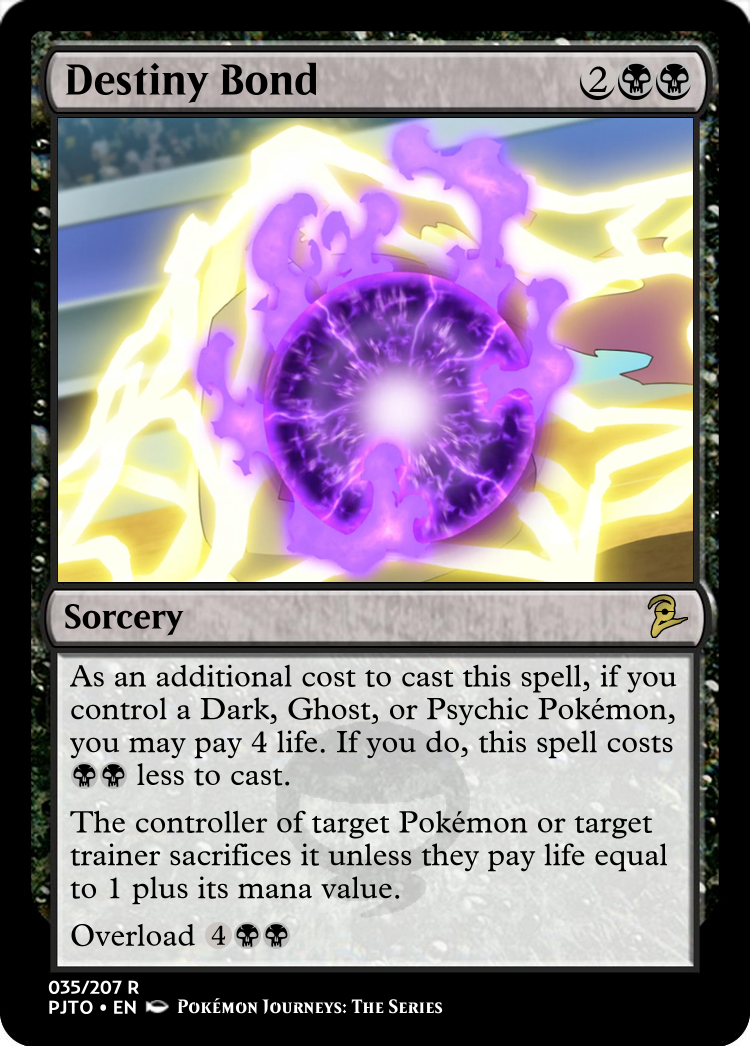 Destiny Bond 2
Sorcery
As an additional cost to cast this spell, if you
control a Dark, Ghost, or Psychic Pokémon,
you may pay 4 life. If you do, this spell costs
less to cast.
The controller of target Pokémon or target
trainer sacrifices it unless they pay life equal
to 1 plus its mana value.
Overload 4
035/207 R
PJTO • EN Pokémon Journeys: The Series